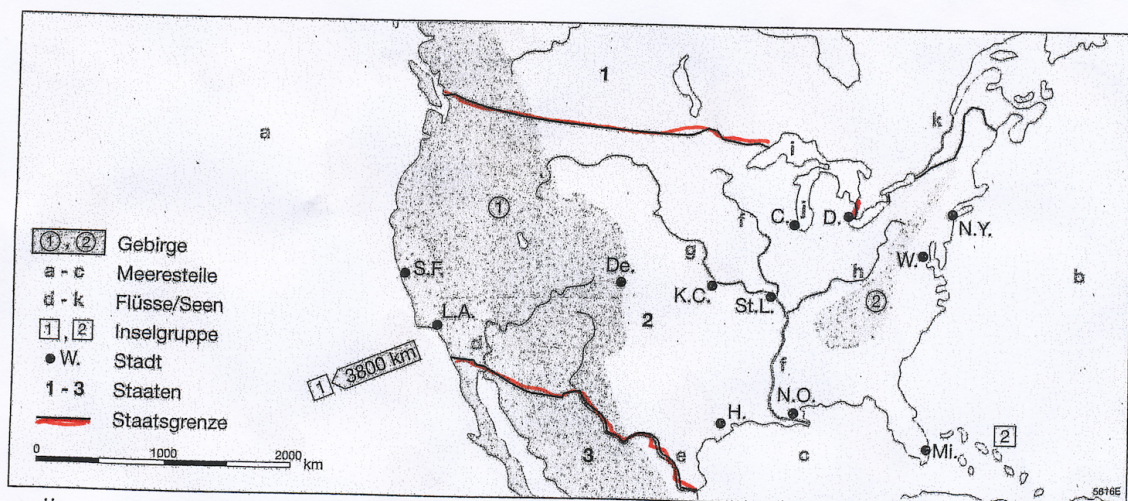 1
a
k
i
①
C.
j
D.
f
N.Y.
①, ② Gebirge
a - c Meeresteile
d - k Flüsse/Seen
1, 2 Inselgruppe
W. Stadt
1 - 3 Staaten
Staatsgrenze
0 1000 2000 km
S.F.
De.
g
h
W.
b
K.C.
St.L.
②
L.A.
2
d
1 3800 km
f
N.O.
H.
2
3
e
c
Mi.
5616E